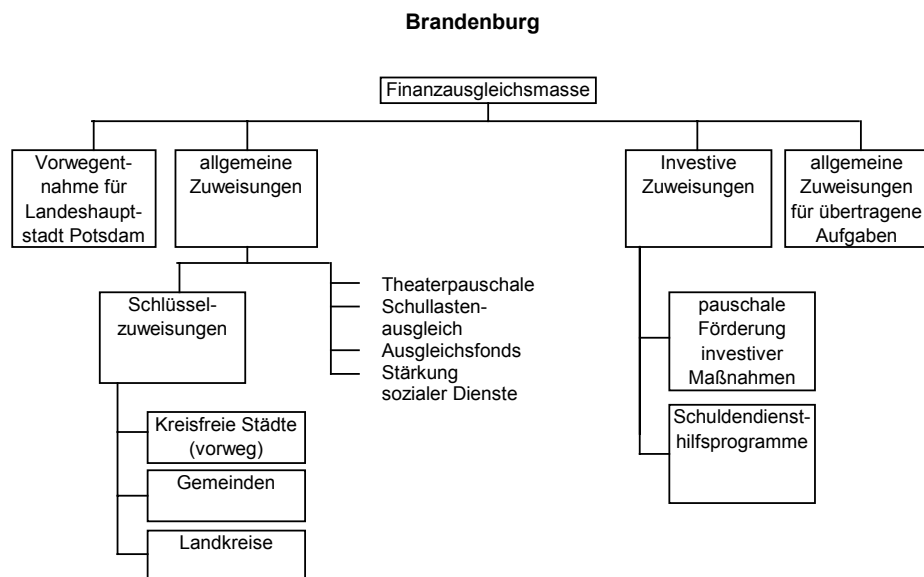 Brandenburg
Finanzausgleichsmasse
Vorwegent-
nahme für
Landeshaupt-
stadt Potsdam
allgemeine
Zuweisungen
Investive
Zuweisungen
allgemeine
Zuweisungen
für übertragene
Aufgaben
Schlüssel-
zuweisungen
Theaterpauschale
Schullasten-
ausgleich
Ausgleichsfonds
Stärkung
sozialer Dienste
pauschale
Förderung
investiver
Maßnahmen
Schuldendienst-
hilfsprogramme
Kreisfreie Städte
(vorweg)
Gemeinden
Landkreise